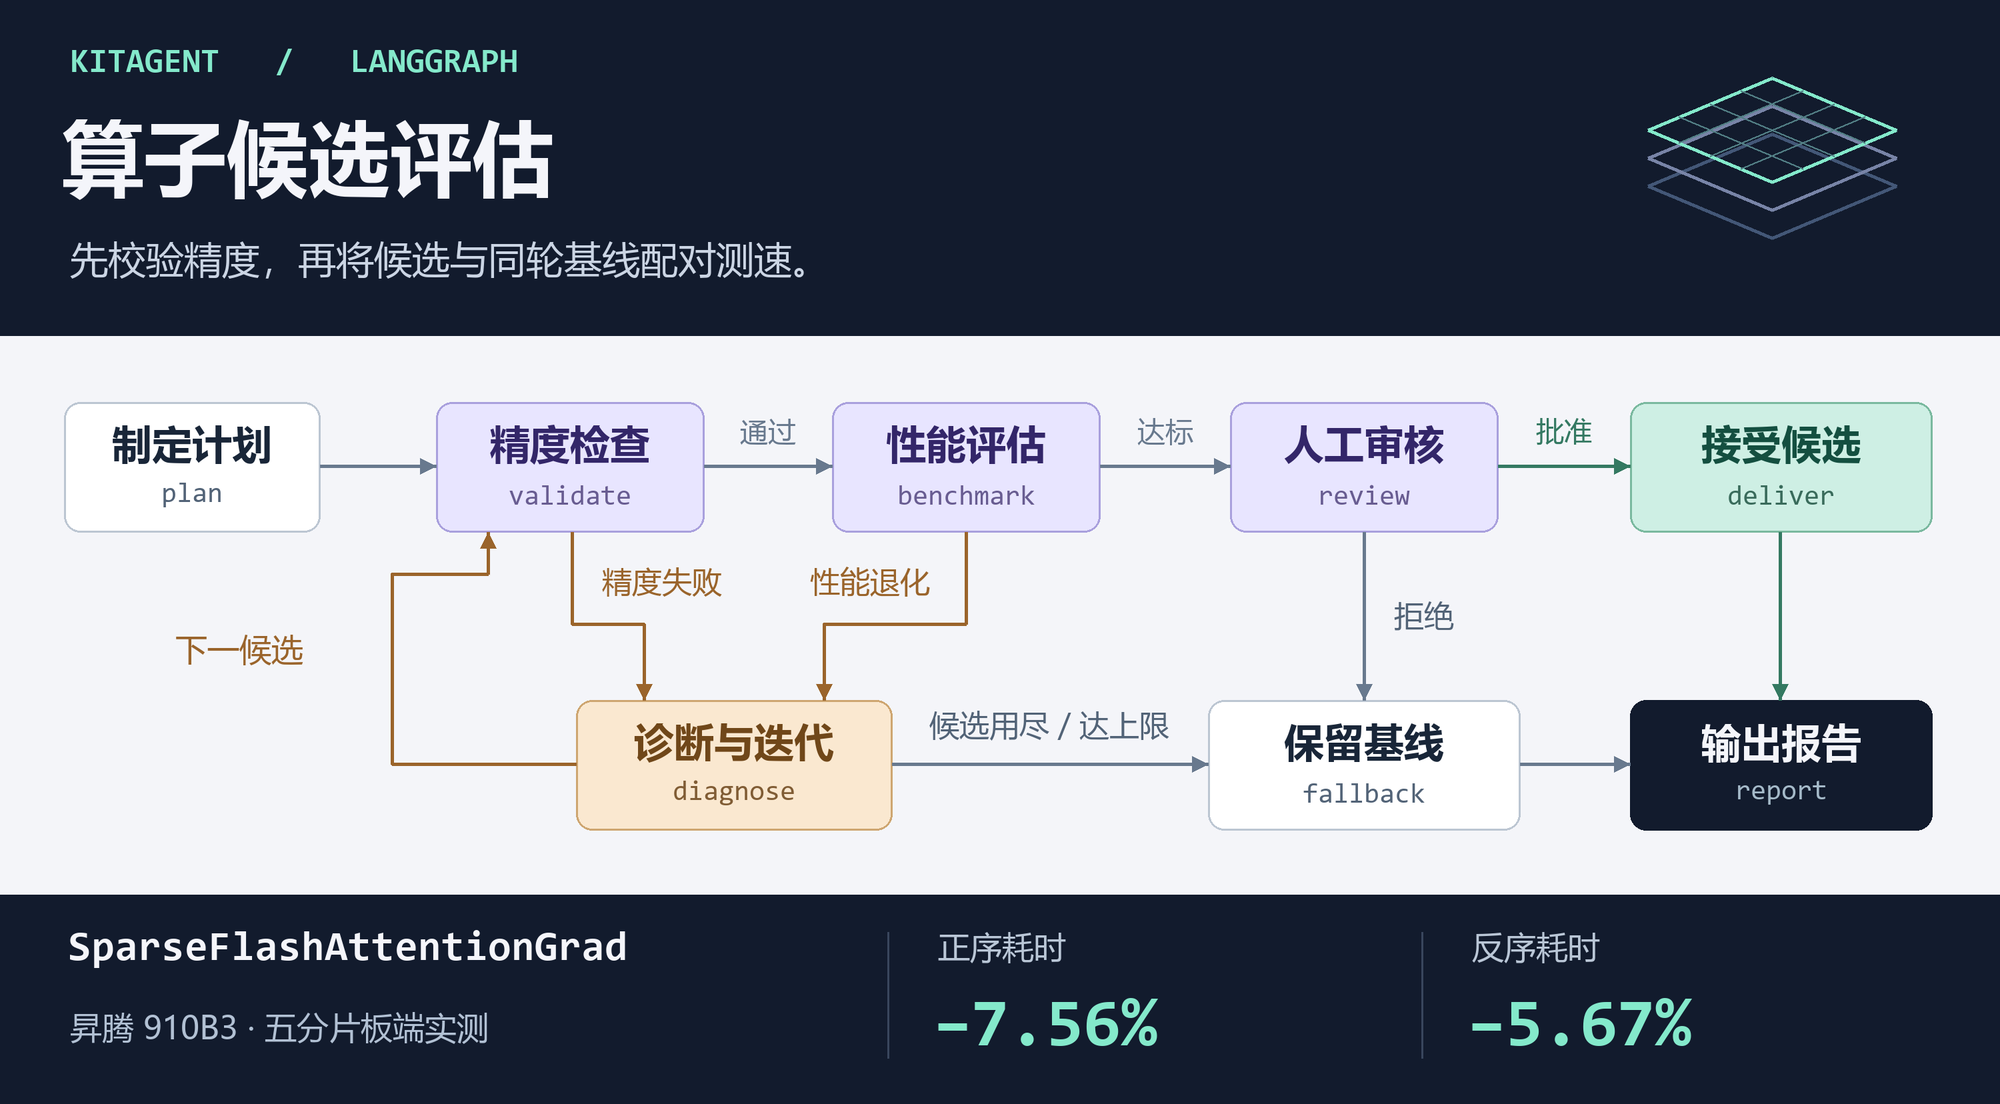 KITAGENT / LANGGRAPH
算子候选评估
先校验精度，再将候选与同轮基线配对测速。
制定计划
plan
精度检查
validate
通过
性能评估
benchmark
达标
人工审核
review
批准
接受候选
deliver
精度失败
性能退化
拒绝
下一候选
诊断与迭代
diagnose
候选用尽 / 达上限
保留基线
fallback
输出报告
report
SparseFlashAttentionGrad
昇腾 910B3 · 五分片板端实测
正序耗时
-7.56%
反序耗时
-5.67%